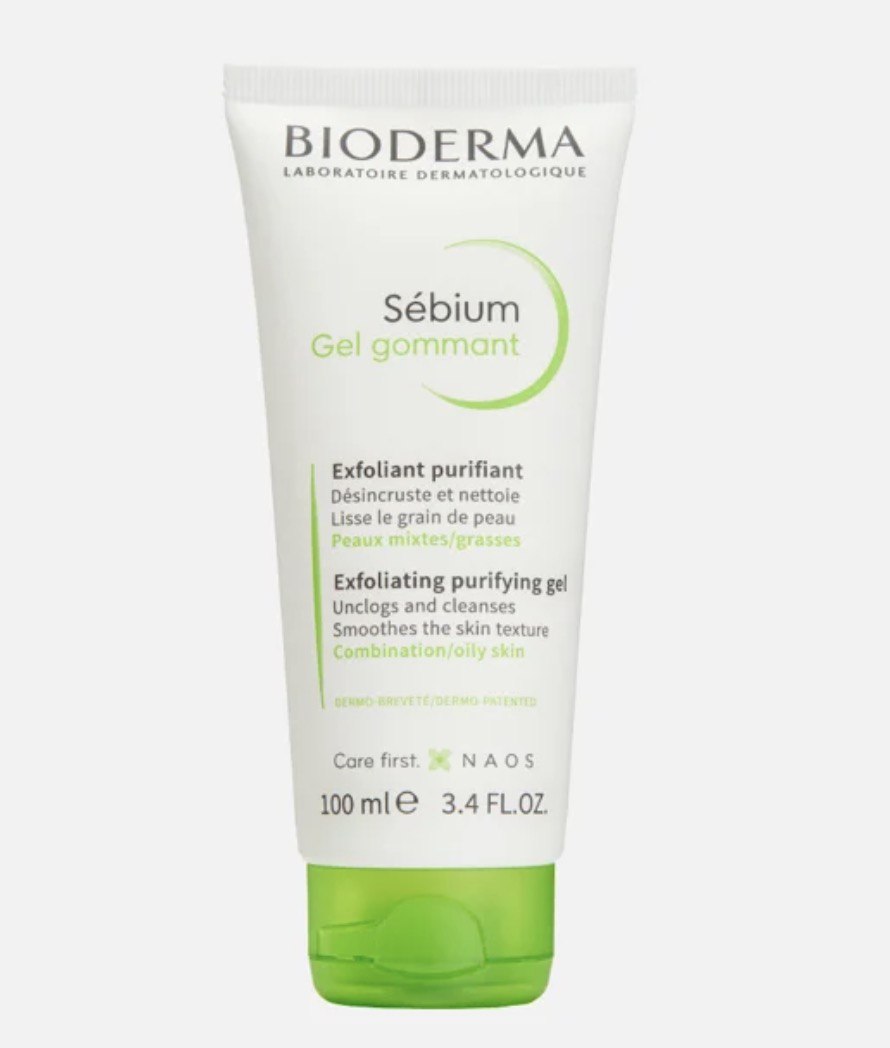 BIODERMA
LABORATOIRE DERMATOLOGIQUE
Sébium
Gel gommant
Exfoliant purifiant
Désincruste et nettoie
Lisse le grain de peau
Peaux mixtes/grasses
Exfoliating purifying gel
Unclogs and cleanses
Smoothes the skin texture
Combination/oily skin
DERMO-BREVETÉ/DERMO-PATENTED
Care first. NAOS
100 ml ℮ 3.4 FL.OZ.